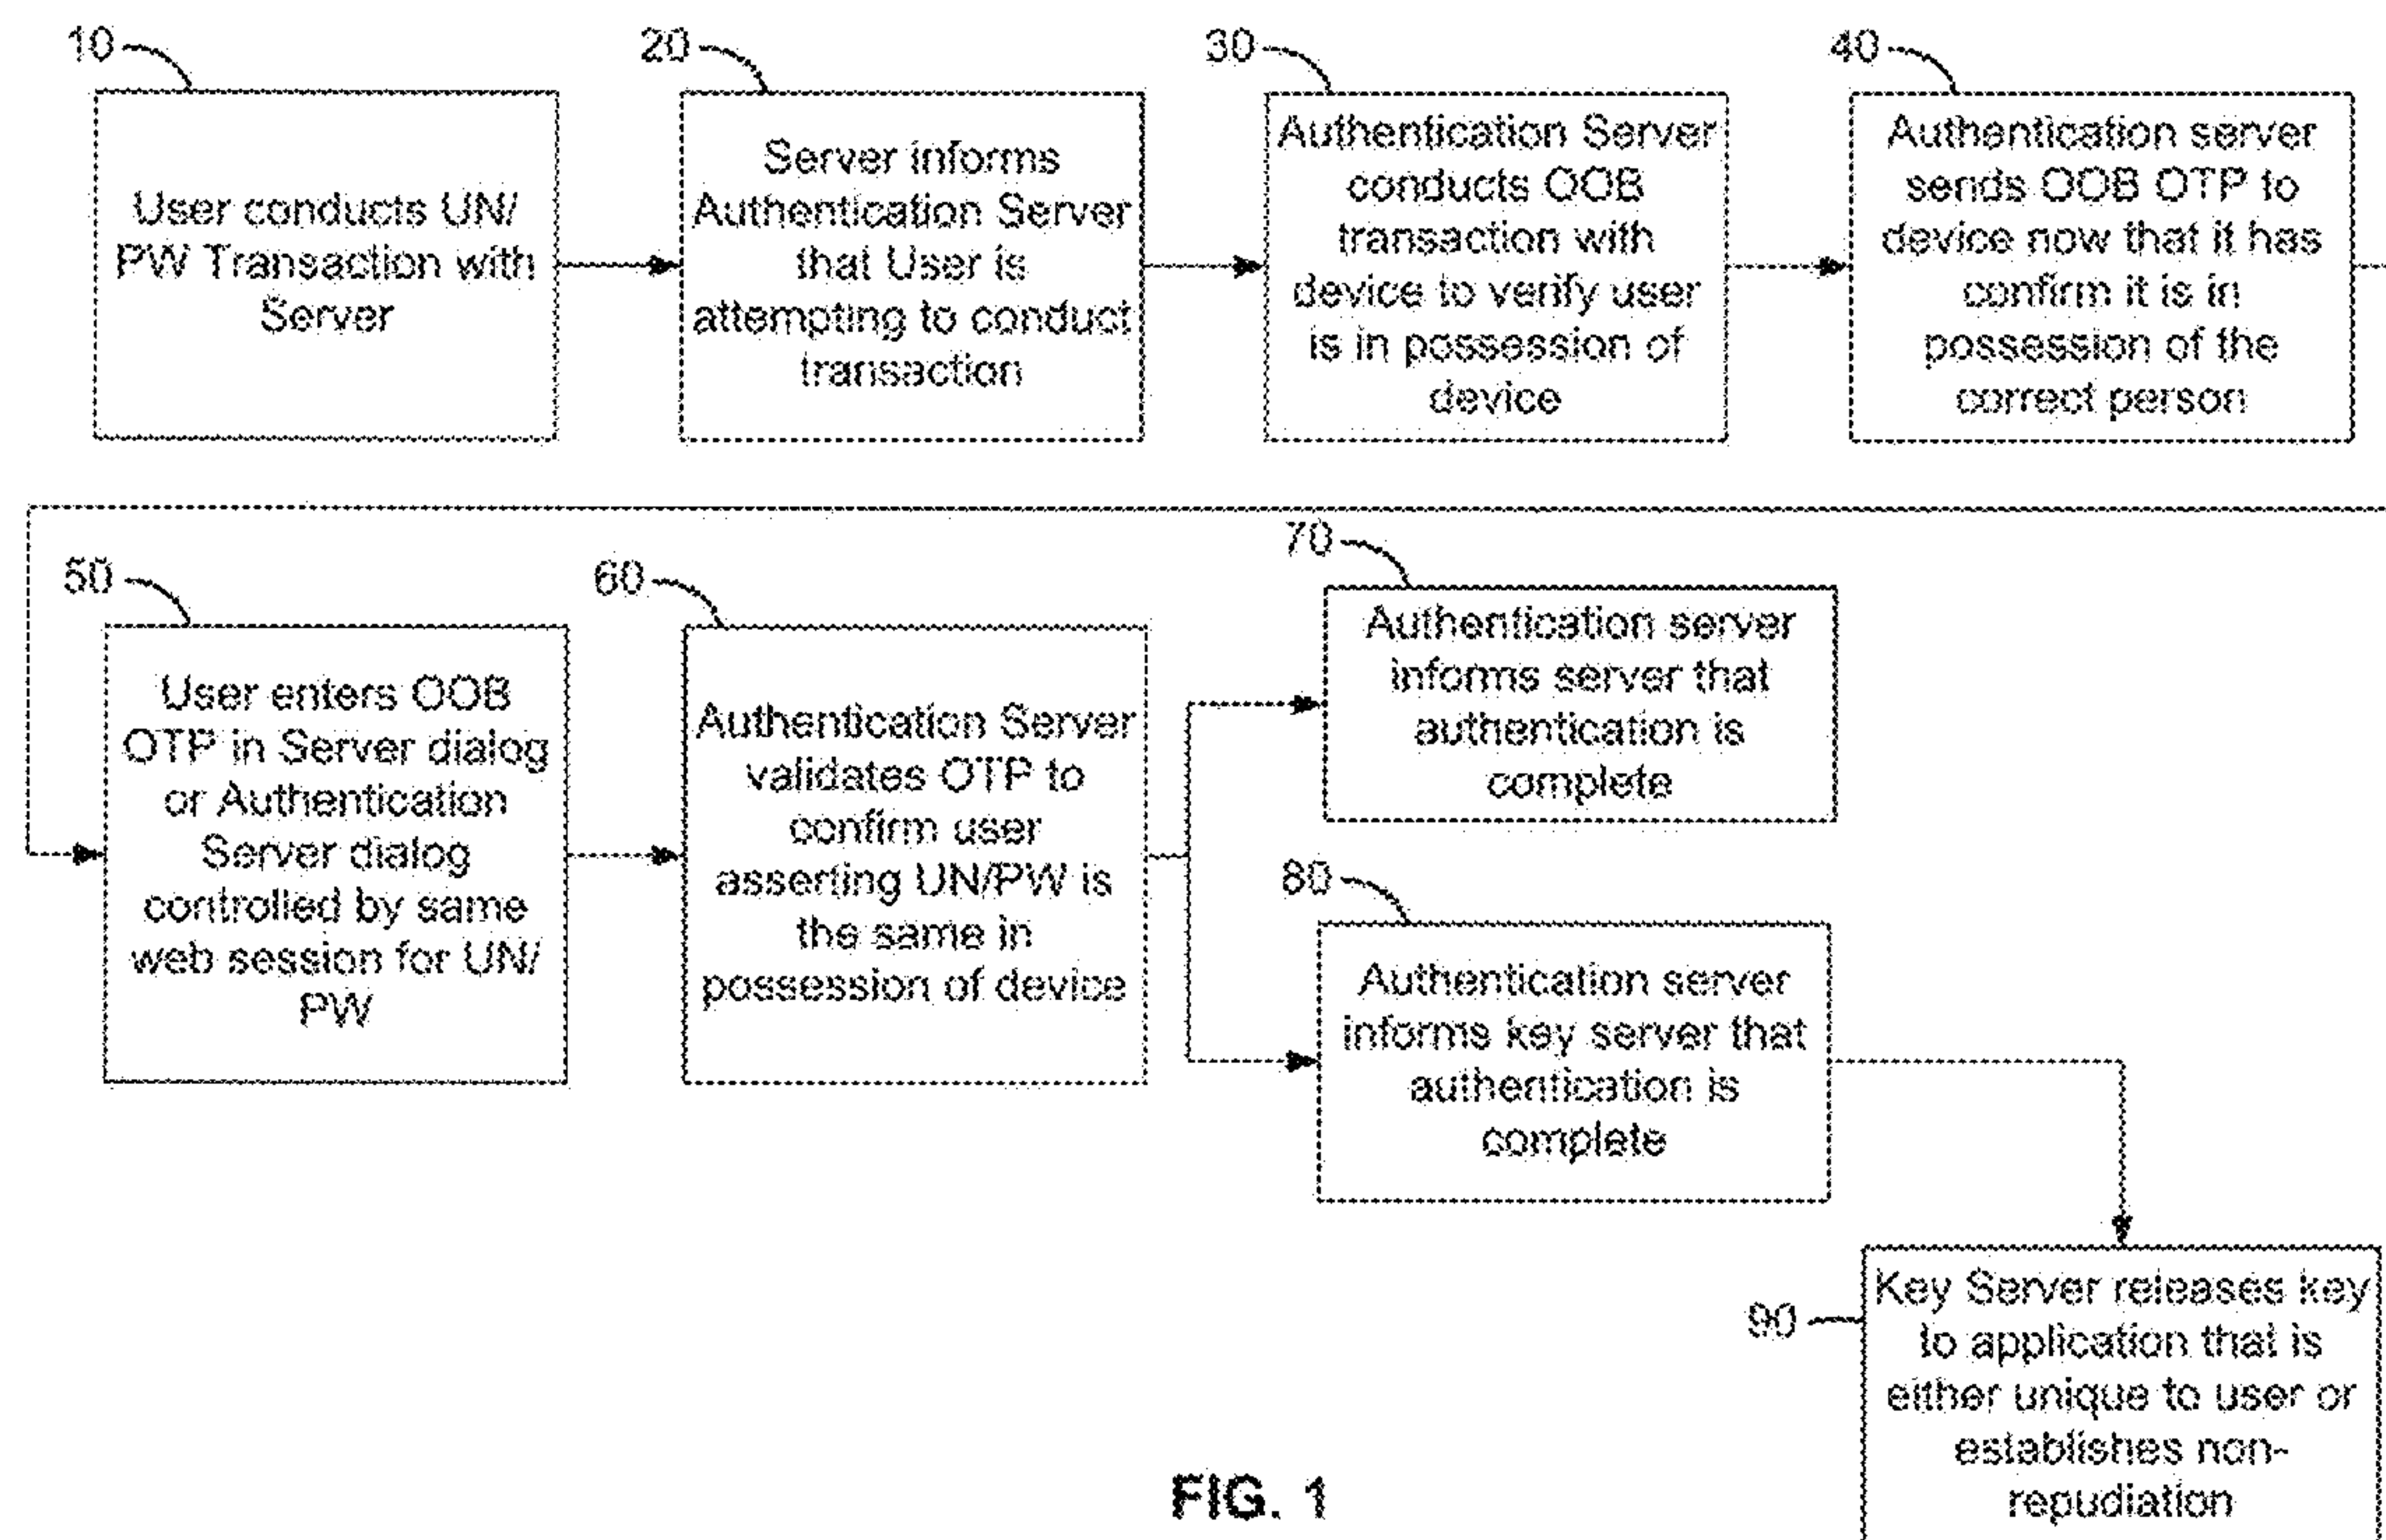 10
User conducts UN/
PW Transaction with
Server
20
Server informs
Authentication Server
that User is
attempting to conduct
transaction
30
Authentication Server
conducts OOB
transaction with
device to verify user
is in possession of
device
40
Authentication server
sends OOB OTP to
device now that it has
confirm it is in
possession of the
correct person
50
User enters OOB
OTP in Server dialog
or Authentication
Server dialog
controlled by same
web session for UN/
PW
60
Authentication Server
validates OTP to
confirm user
asserting UN/PW is
the same in
possession of device
70
Authentication server
informs server that
authentication is
complete
80
Authentication server
informs key server that
authentication is
complete
90
Key Server releases key
to application that is
either unique to user or
establishes non-
repudiation
FIG. 1